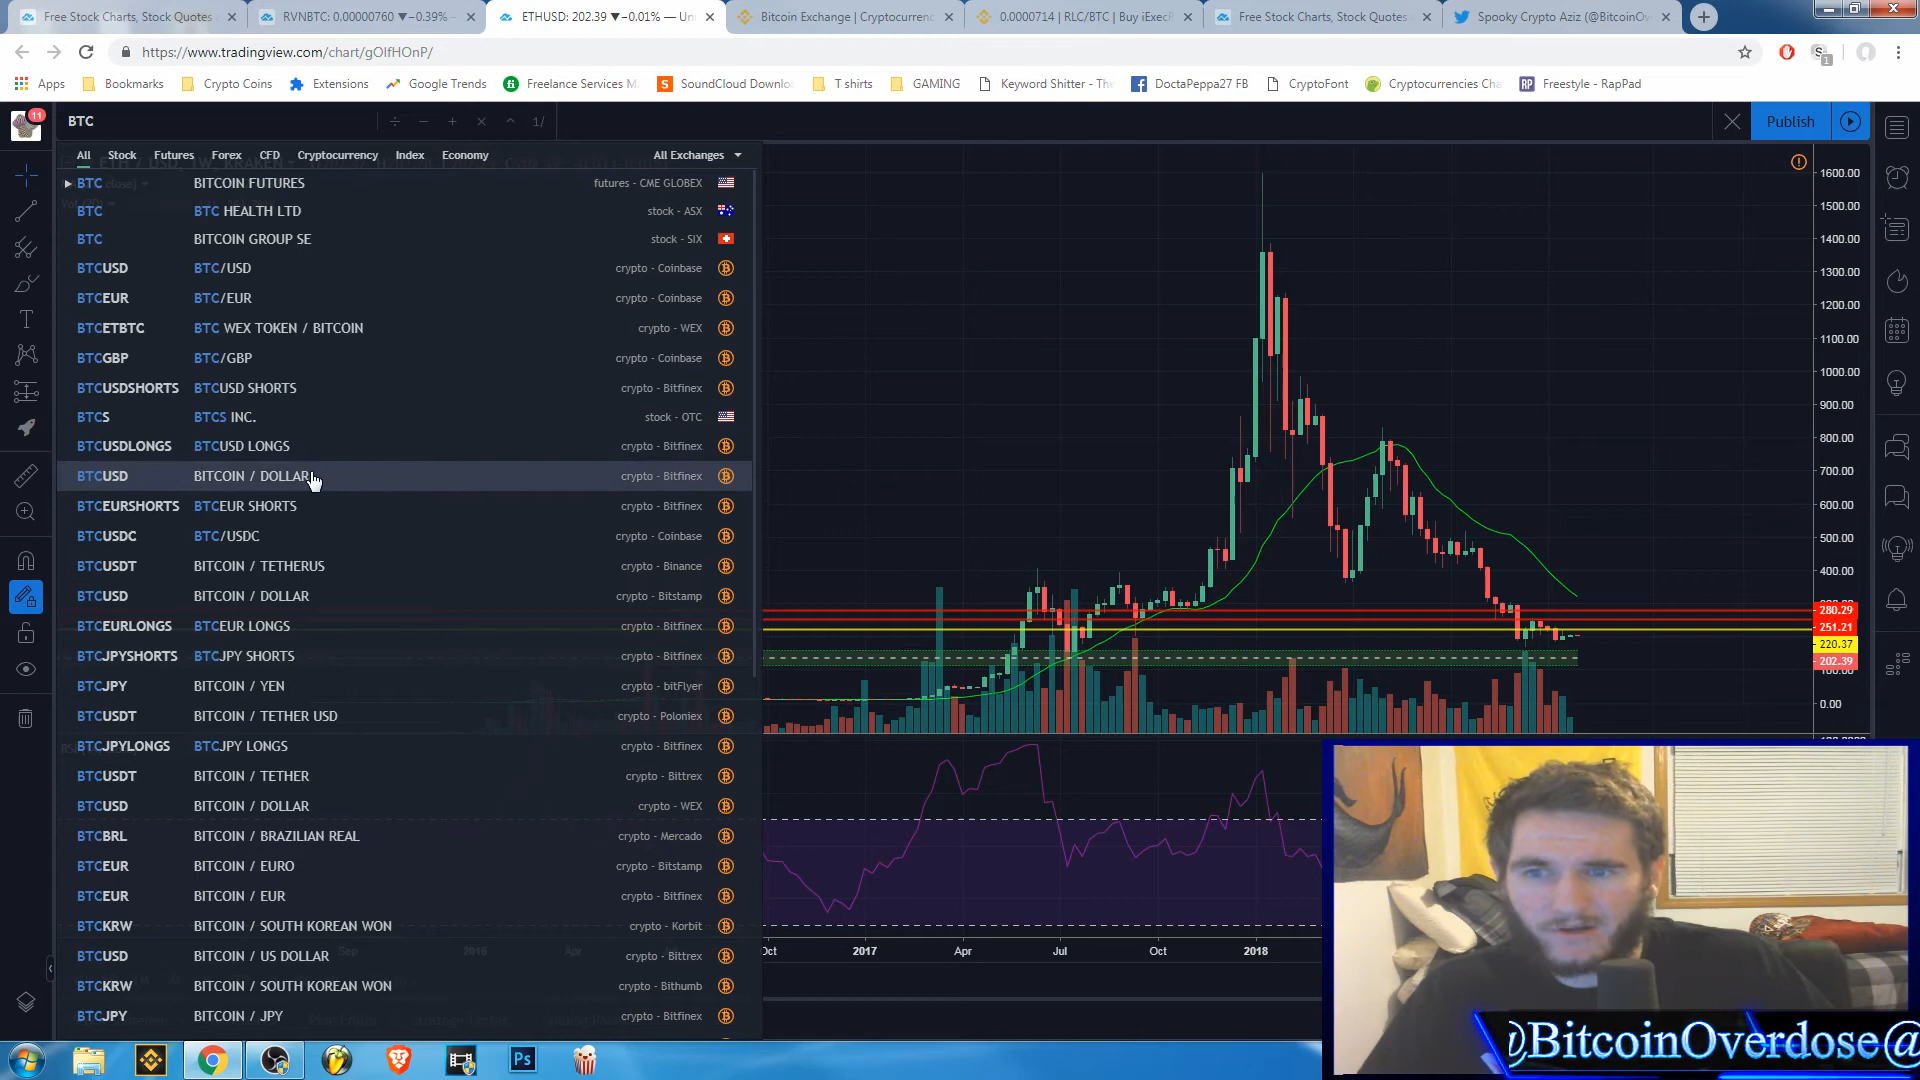 Free Stock Charts, Stock Quotes
RVNBTC: 0.00000760 ▼−0.39%
ETHUSD: 202.39 ▼−0.01% — Un
Bitcoin Exchange | Cryptocurrenc
0.0000714 | RLC/BTC | Buy iExec
Free Stock Charts, Stock Quotes
Spooky Crypto Aziz (@BitcoinOv
https://www.tradingview.com/chart/gOIfHOnP/
Apps
Bookmarks
Crypto Coins
Extensions
Google Trends
Freelance Services M
SoundCloud Downlo
T shirts
GAMING
Keyword Shitter - The
DoctaPeppa27 FB
CryptoFont
Cryptocurrencies Cha
Freestyle - RapPad
11
BTC
1/
Publish
All Stock Futures Forex CFD Cryptocurrency Index Economy All Exchanges
BTC BITCOIN FUTURES futures - CME GLOBEX
BTC BTC HEALTH LTD stock - ASX
BTC BITCOIN GROUP SE stock - SIX
BTCUSD BTC/USD crypto - Coinbase
BTCEUR BTC/EUR crypto - Coinbase
BTCETBTC BTC WEX TOKEN / BITCOIN crypto - WEX
BTCGBP BTC/GBP crypto - Coinbase
BTCUSDSHORTS BTCUSD SHORTS crypto - Bitfinex
BTCS BTCS INC. stock - OTC
BTCUSDLONGS BTCUSD LONGS crypto - Bitfinex
BTCUSD BITCOIN / DOLLAR crypto - Bitfinex
BTCEURSHORTS BTCEUR SHORTS crypto - Bitfinex
BTCUSDC BTC/USDC crypto - Coinbase
BTCUSDT BITCOIN / TETHERUS crypto - Binance
BTCUSD BITCOIN / DOLLAR crypto - Bitstamp
BTCEURLONGS BTCEUR LONGS crypto - Bitfinex
BTCJPYSHORTS BTCJPY SHORTS crypto - Bitfinex
BTCJPY BITCOIN / YEN crypto - bitFlyer
BTCUSDT BITCOIN / TETHER USD crypto - Poloniex
BTCJPYLONGS BTCJPY LONGS crypto - Bitfinex
BTCUSDT BITCOIN / TETHER crypto - Bittrex
BTCUSD BITCOIN / DOLLAR crypto - WEX
BTCBRL BITCOIN / BRAZILIAN REAL crypto - Mercado
BTCEUR BITCOIN / EURO crypto - Bitstamp
BTCEUR BITCOIN / EUR crypto - Bitfinex
BTCKRW BITCOIN / SOUTH KOREAN WON crypto - Korbit
BTCUSD BITCOIN / US DOLLAR crypto - Bittrex
BTCKRW BITCOIN / SOUTH KOREAN WON crypto - Bithumb
BTCJPY BITCOIN / JPY crypto - Bitfinex
1600.00
1500.00
1400.00
1300.00
1200.00
1100.00
1000.00
900.00
800.00
700.00
600.00
500.00
400.00
280.29
251.21
220.37
202.39
0.00
Sep 2016 Apr Oct 2017 Apr Jul Oct 2018
Ps
@BitcoinOverdose@